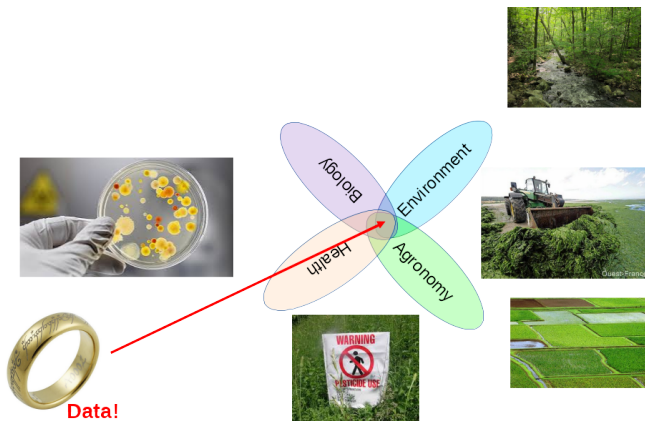 Biology
Environment
Health
Agronomy
Ouest-France
WARNING
PESTICIDE USE
Data!